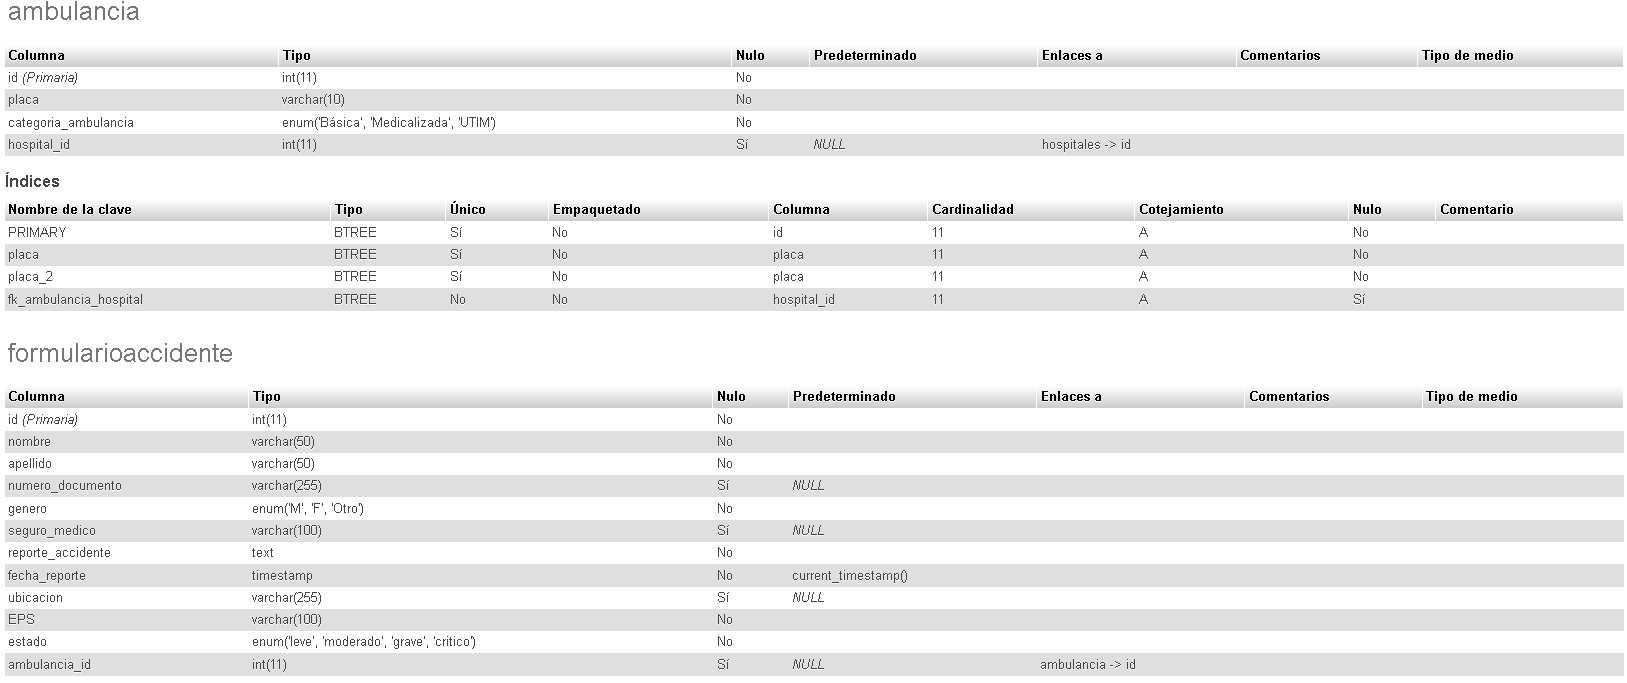 ambulancia
Columna Tipo Nulo Predeterminado Enlaces a Comentarios Tipo de medio
id (Primaria) int(11) No
placa varchar(10) No
categoria_ambulancia enum('Básica', 'Medicalizada', 'UTIM') No
hospital_id int(11) Sí NULL hospitales -> id
Índices
Nombre de la clave Tipo Único Empaquetado Columna Cardinalidad Cotejamiento Nulo Comentario
PRIMARY BTREE Sí No id 11 A No
placa BTREE Sí No placa 11 A No
placa_2 BTREE Sí No placa 11 A No
fk_ambulancia_hospital BTREE No No hospital_id 11 A Sí
formularioaccidente
Columna Tipo Nulo Predeterminado Enlaces a Comentarios Tipo de medio
id (Primaria) int(11) No
nombre varchar(50) No
apellido varchar(50) No
numero_documento varchar(255) Sí NULL
genero enum('M', 'F', 'Otro') No
seguro_medico varchar(100) Sí NULL
reporte_accidente text No
fecha_reporte timestamp No current_timestamp()
ubicacion varchar(255) Sí NULL
EPS varchar(100) No
estado enum('leve', 'moderado', 'grave', 'critico') No
ambulancia_id int(11) Sí NULL ambulancia -> id